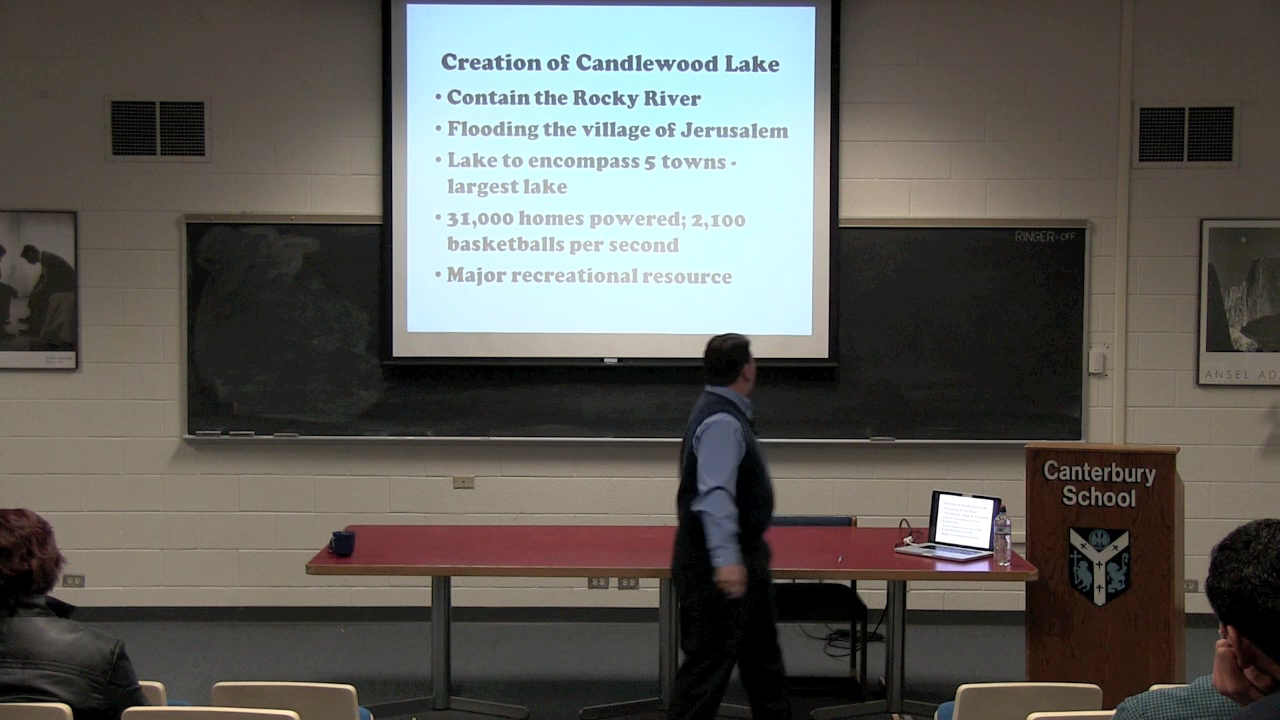 Creation of Candlewood Lake
• Contain the Rocky River
• Flooding the village of Jerusalem
• Lake to encompass 5 towns -
largest lake
• 31,000 homes powered; 2,100
basketballs per second
• Major recreational resource
RINGER-OFF
ANSEL AD
Canterbury
School